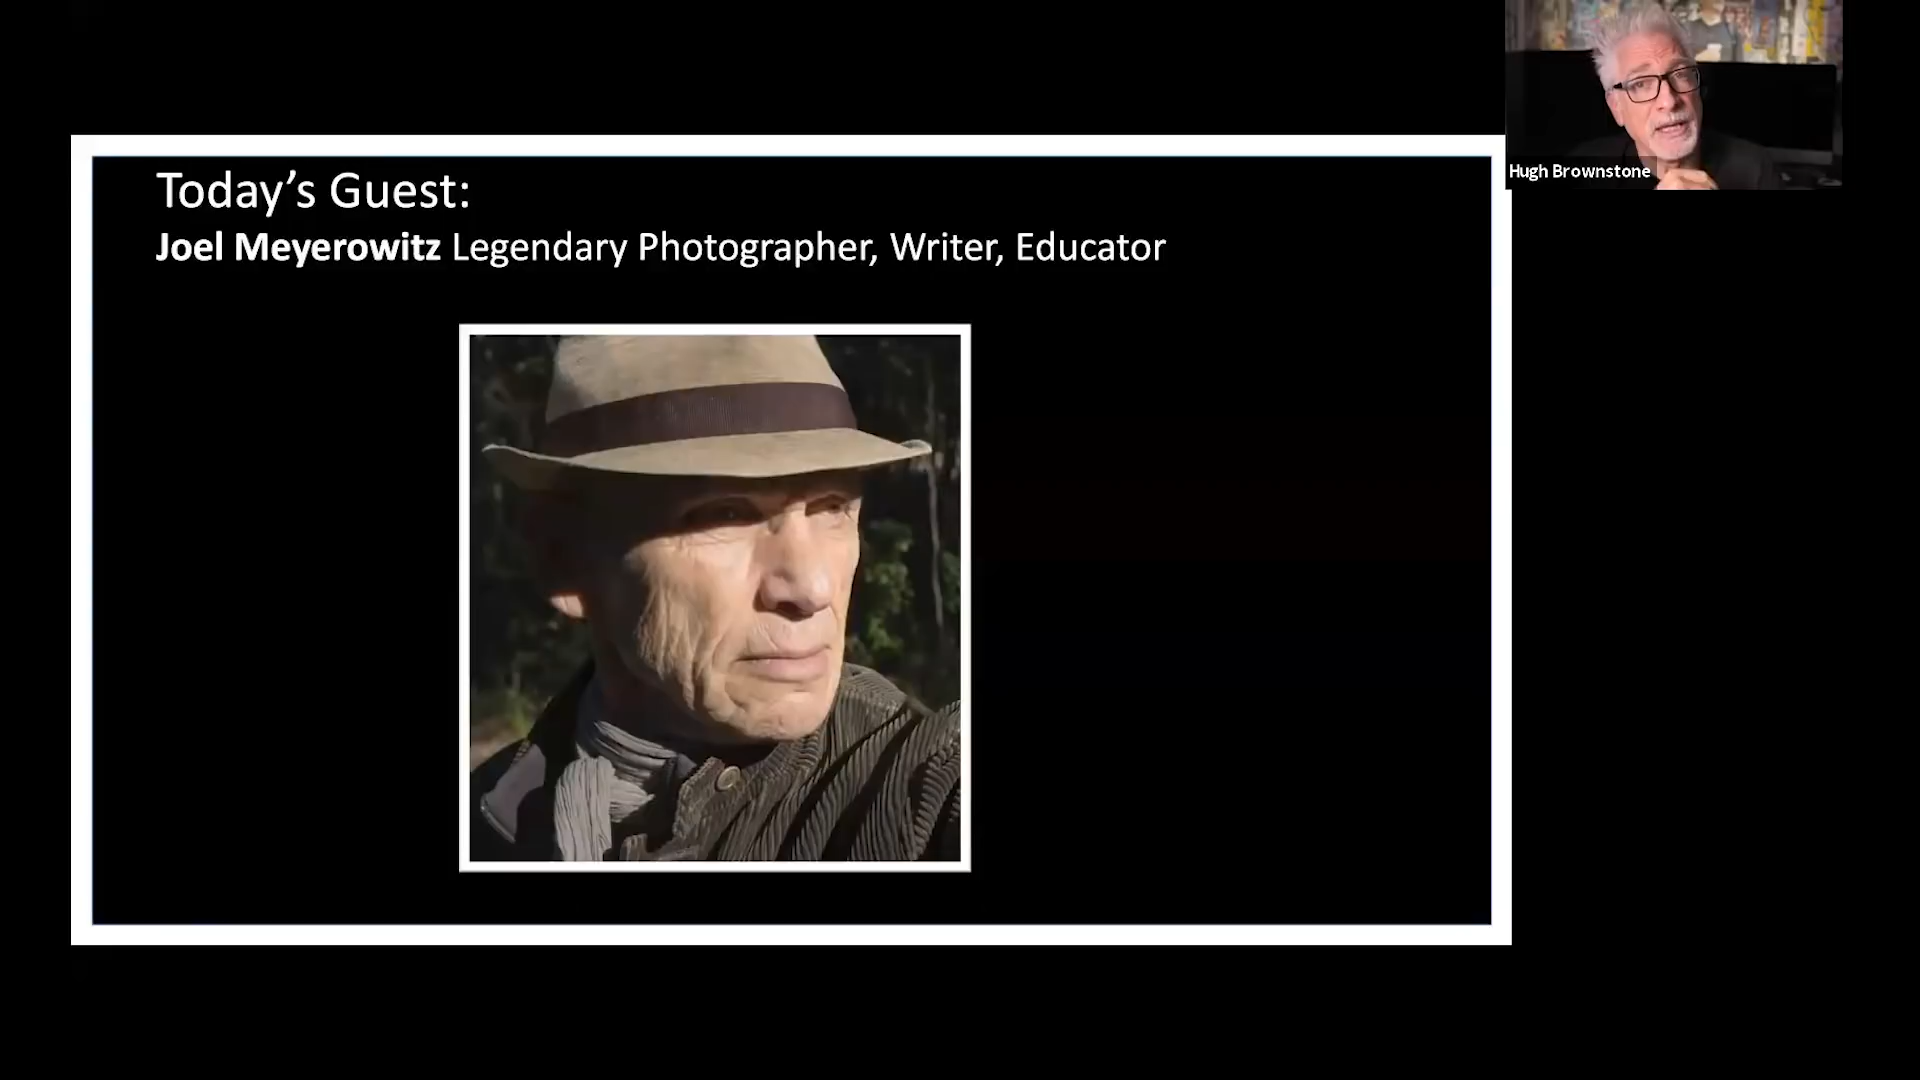 Today's Guest:
Joel Meyerowitz Legendary Photographer, Writer, Educator
Hugh Brownstone